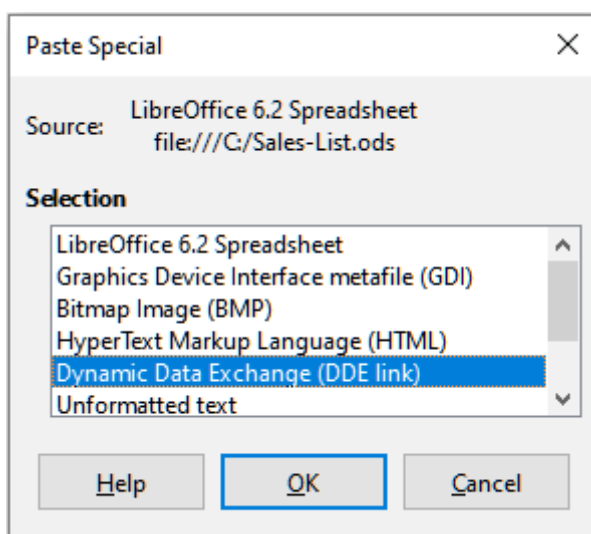 Paste Special
Source:
LibreOffice 6.2 Spreadsheet
file:///C:/Sales-List.ods
Selection
LibreOffice 6.2 Spreadsheet
Graphics Device Interface metafile (GDI)
Bitmap Image (BMP)
HyperText Markup Language (HTML)
Dynamic Data Exchange (DDE link)
Unformatted text
Help OK Cancel